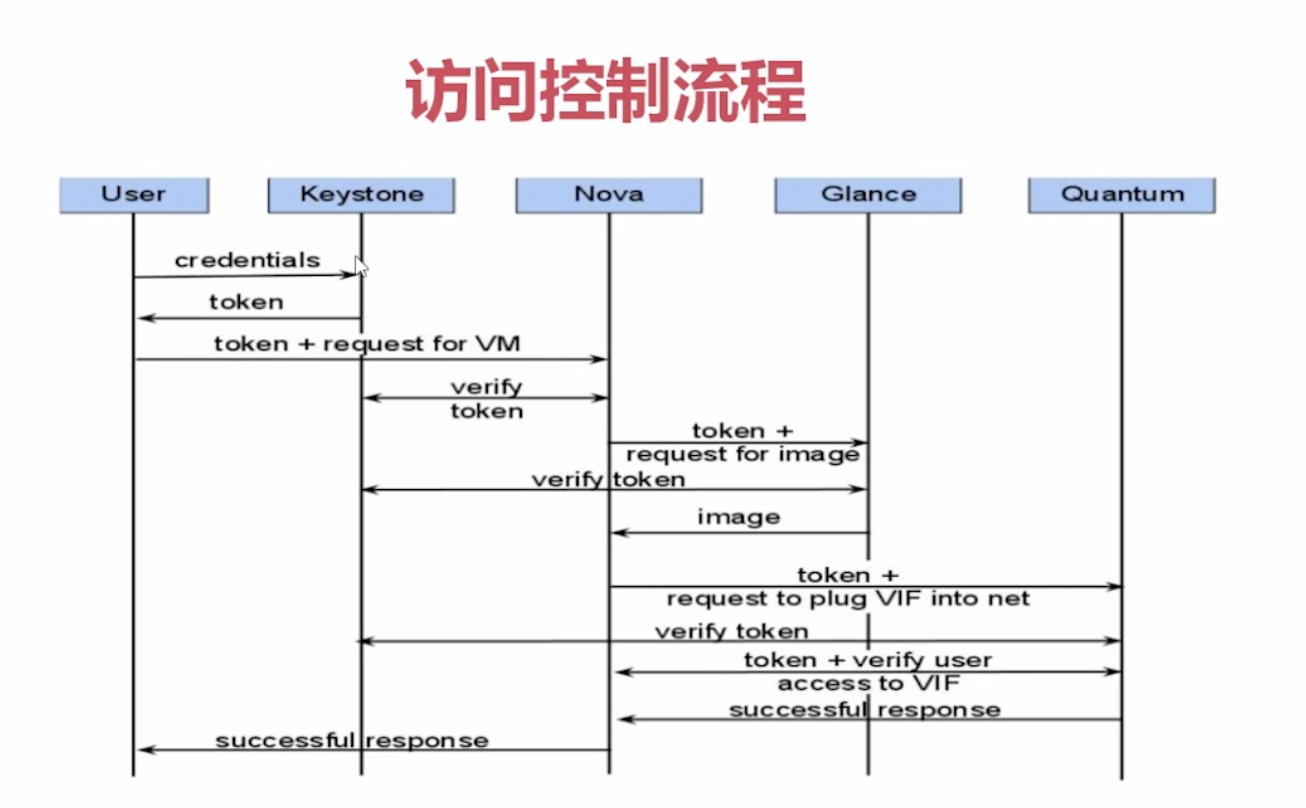 访问控制流程
User Keystone Nova Glance Quantum
credentials
token
token + request for VM
verify
token
token +
request for image
verify token
image
token +
request to plug VIF into net
verify token
token + verify user
access to VIF
successful response
successful response